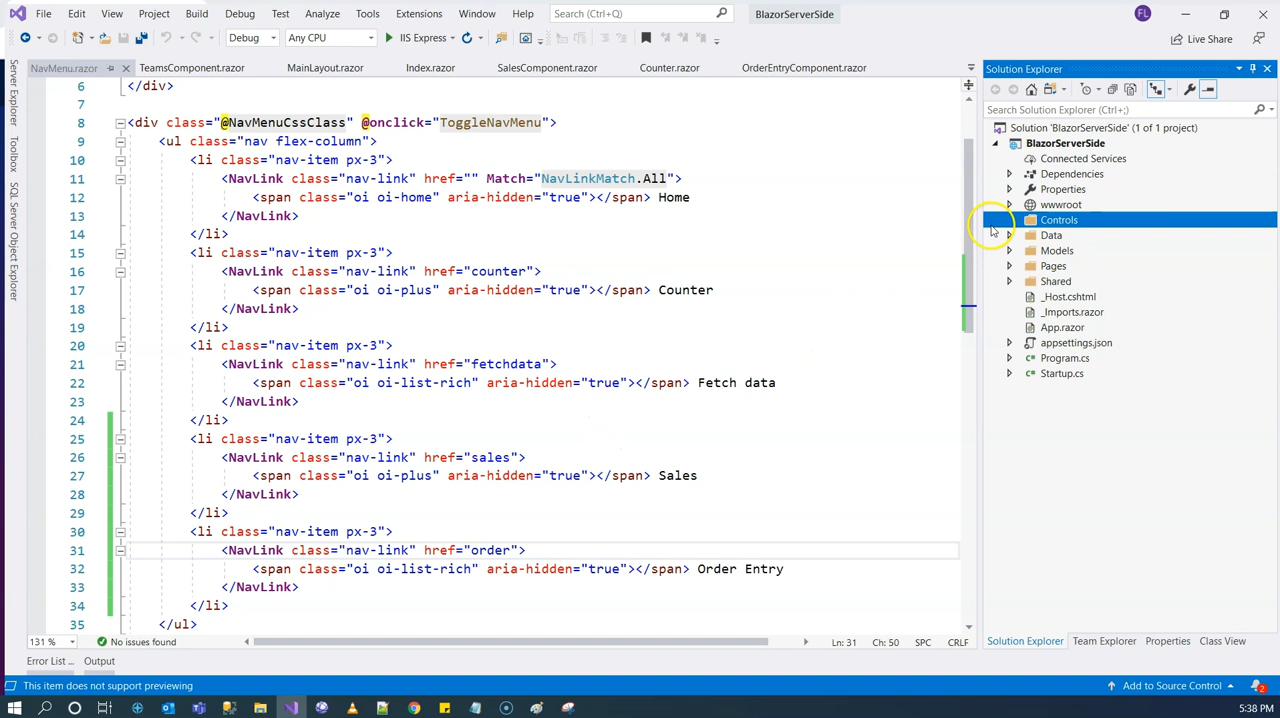 File Edit View Project Build Debug Test Analyze Tools Extensions Window Help Search (Ctrl+Q) BlazorServerSide FL
Debug Any CPU IIS Express Live Share
NavMenu.razor TeamsComponent.razor MainLayout.razor Index.razor SalesComponent.razor Counter.razor OrderEntryComponent.razor
Server Explorer
Toolbox
SQL Server Object Explorer
6 </div>
7
8 <div class="@NavMenuCssClass" @onclick="ToggleNavMenu">
9 <ul class="nav flex-column">
10 <li class="nav-item px-3">
11 <NavLink class="nav-link" href="" Match="NavLinkMatch.All">
12 <span class="oi oi-home" aria-hidden="true"></span> Home
13 </NavLink>
14 </li>
15 <li class="nav-item px-3">
16 <NavLink class="nav-link" href="counter">
17 <span class="oi oi-plus" aria-hidden="true"></span> Counter
18 </NavLink>
19 </li>
20 <li class="nav-item px-3">
21 <NavLink class="nav-link" href="fetchdata">
22 <span class="oi oi-list-rich" aria-hidden="true"></span> Fetch data
23 </NavLink>
24 </li>
25 <li class="nav-item px-3">
26 <NavLink class="nav-link" href="sales">
27 <span class="oi oi-plus" aria-hidden="true"></span> Sales
28 </NavLink>
29 </li>
30 <li class="nav-item px-3">
31 <NavLink class="nav-link" href="order">
32 <span class="oi oi-list-rich" aria-hidden="true"></span> Order Entry
33 </NavLink>
34 </li>
35 </ul>
131 % No issues found Ln: 31 Ch: 50 SPC CRLF
Solution Explorer
Search Solution Explorer (Ctrl+;)
Solution 'BlazorServerSide' (1 of 1 project)
BlazorServerSide
Connected Services
Dependencies
Properties
wwwroot
Controls
Data
Models
Pages
Shared
_Host.cshtml
_Imports.razor
App.razor
appsettings.json
Program.cs
Startup.cs
Solution Explorer Team Explorer Properties Class View
Error List ... Output
This item does not support previewing Add to Source Control 2
5:38 PM